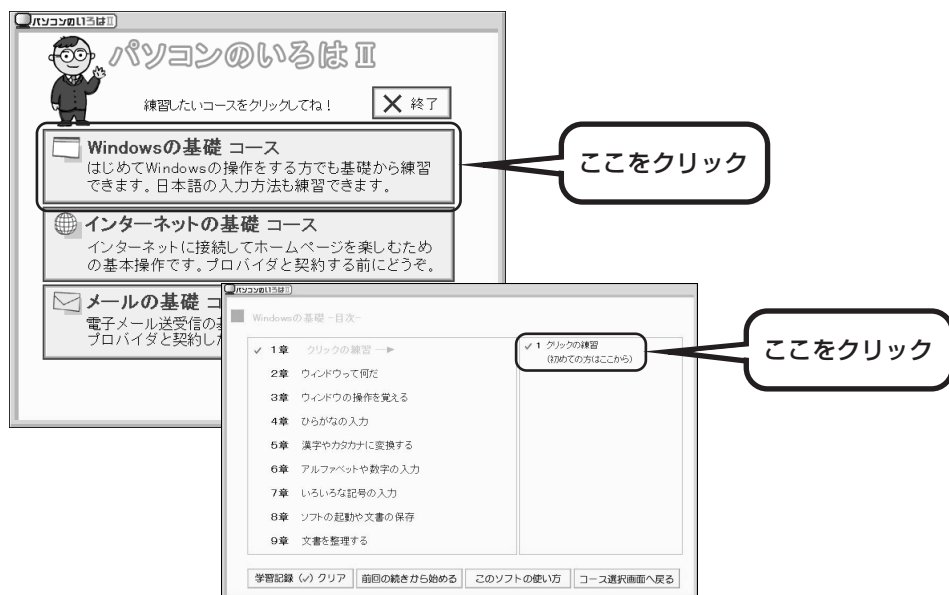 パソコンのいろはⅡ
パソコンのいろはⅡ
練習したいコースをクリックしてね！
終了
Windowsの基礎 コース
はじめてWindowsの操作をする方でも基礎から練習
できます。日本語の入力方法も練習できます。
ここをクリック
インターネットの基礎 コース
インターネットに接続してホームページを楽しむため
の基本操作です。プロバイダと契約する前にどうぞ。
メールの基礎 コ
電子メール送受信の
プロバイダと契約し
パソコンのいろはⅡ
Windowsの基礎 -目次-
✓ 1章 クリックの練習 →
2章 ウィンドウって何だ
3章 ウィンドウの操作を覚える
4章 ひらがなの入力
5章 漢字やカタカナに変換する
6章 アルファベットや数字の入力
7章 いろいろな記号の入力
8章 ソフトの起動や文書の保存
9章 文書を整理する
✓ 1 クリックの練習
(初めての方はここから)
ここをクリック
学習記録 (✓) クリア 前回の続きから始める このソフトの使い方 コース選択画面へ戻る